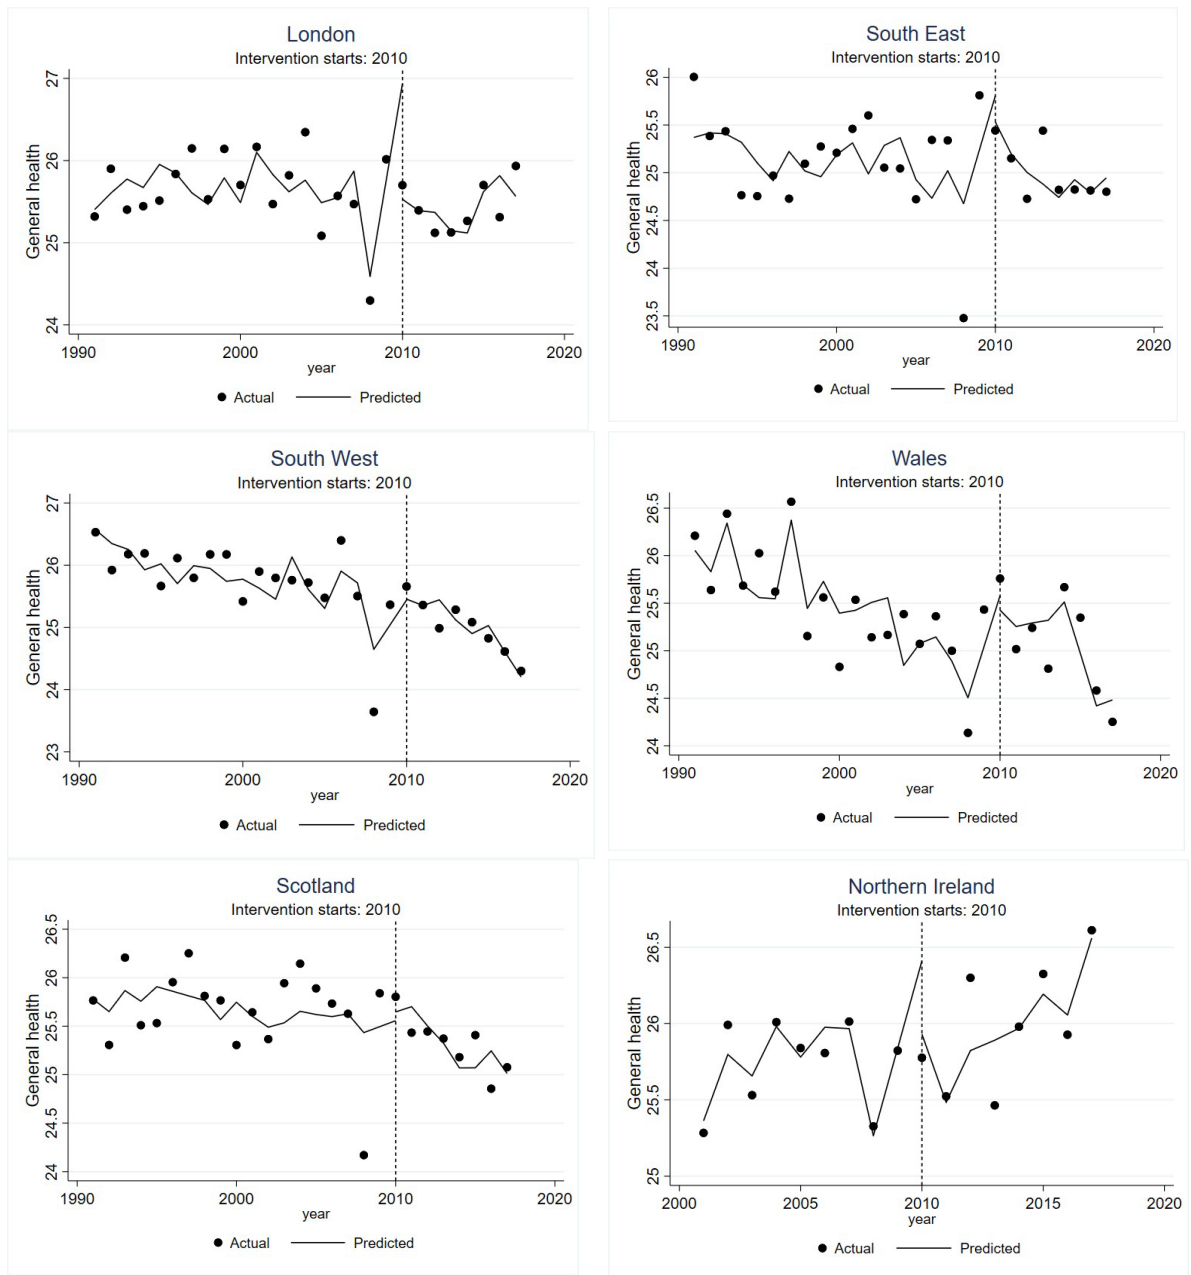 London
Intervention starts: 2010
General health
27
26
25
24
1990
2000
2010
2020
year
Actual
Predicted
South East
Intervention starts: 2010
General health
26
25.5
25
24.5
24
23.5
1990
2000
2010
2020
year
Actual
Predicted
South West
Intervention starts: 2010
General health
27
26
25
24
23
1990
2000
2010
2020
year
Actual
Predicted
Wales
Intervention starts: 2010
General health
26.5
26
25.5
25
24.5
24
1990
2000
2010
2020
year
Actual
Predicted
Scotland
Intervention starts: 2010
General health
26.5
26
25.5
25
24.5
24
1990
2000
2010
2020
year
Actual
Predicted
Northern Ireland
Intervention starts: 2010
General health
26.5
26
25.5
25
2000
2005
2010
2015
2020
year
Actual
Predicted